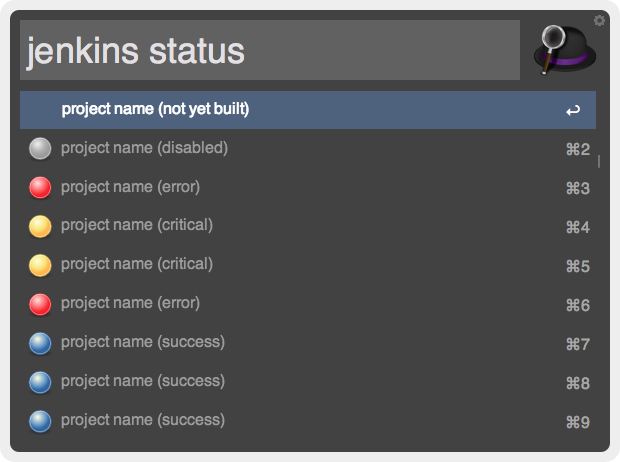 jenkins status
project name (not yet built) ↩
project name (disabled) ⌘2
project name (error) ⌘3
project name (critical) ⌘4
project name (critical) ⌘5
project name (error) ⌘6
project name (success) ⌘7
project name (success) ⌘8
project name (success) ⌘9